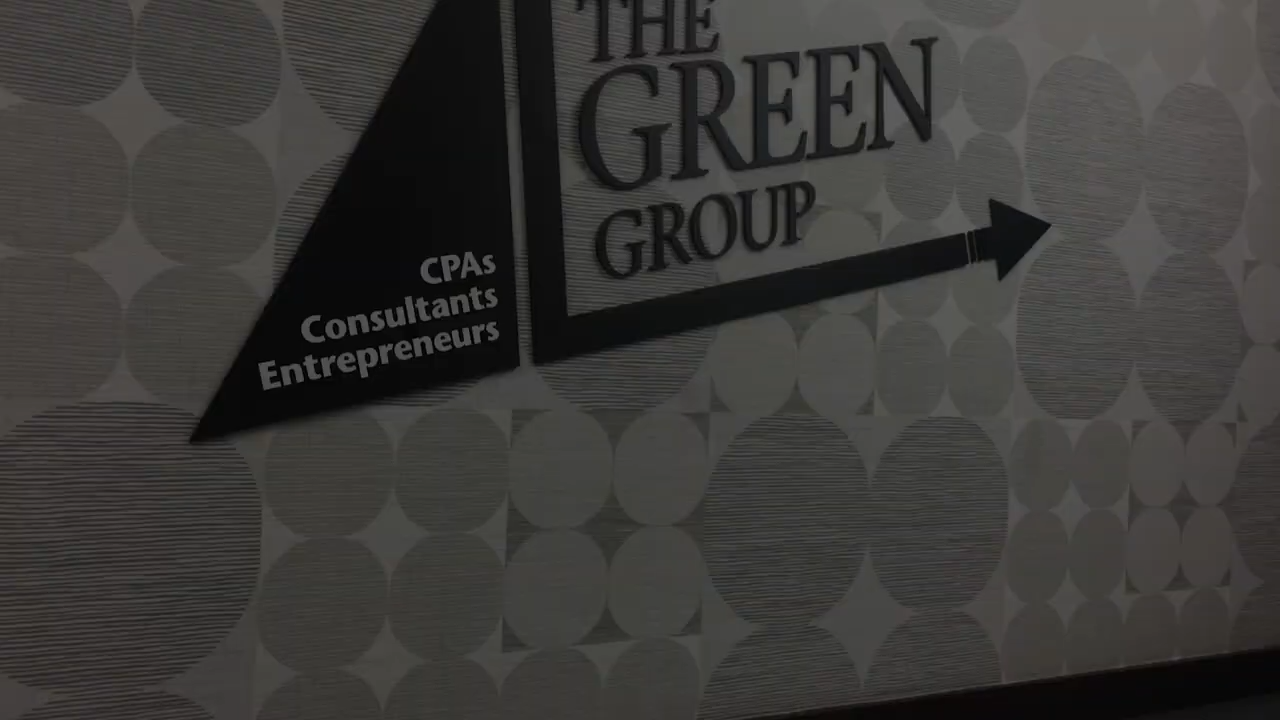 THE
GREEN
GROUP
CPAs
Consultants
Entrepreneurs